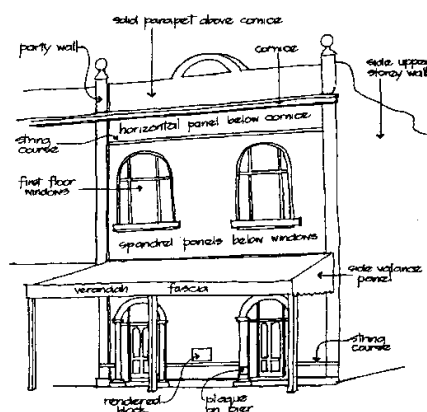 solid parapet above cornice
party wall
cornice
side upper
storey wall
horizontal panel below cornice
string
course
first floor
windows
spandrel panels below windows
side valance
panel
verandah fascia
string
course
rendered
block
plaque
on pier